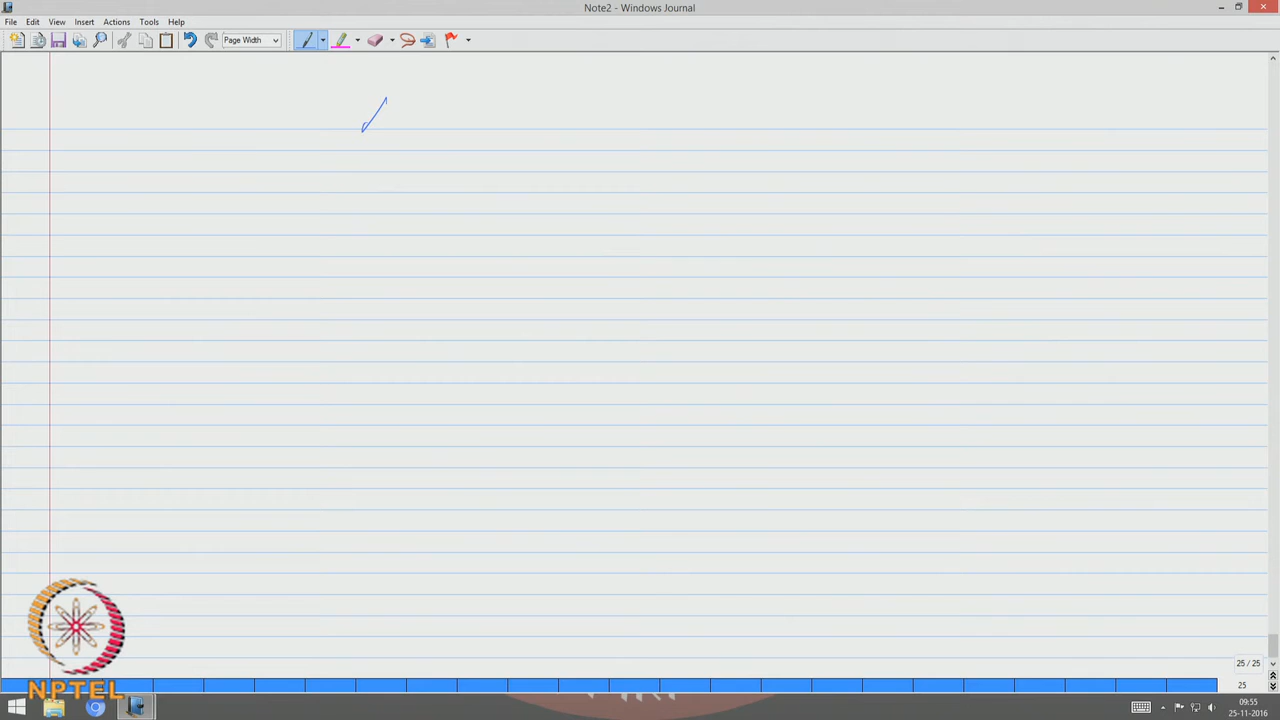 Note2 - Windows Journal
File Edit View Insert Actions Tools Help
Page Width
25 / 25
NPTEL
25
09:55
25-11-2016